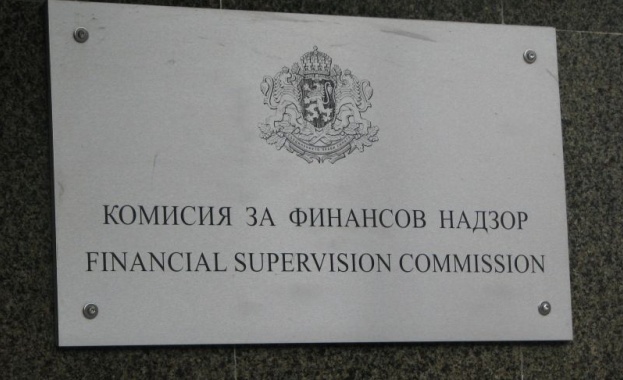 КОМИСИЯ ЗА ФИНАНСОВ НАДЗОР
FINANCIAL SUPERVISION COMMISSION